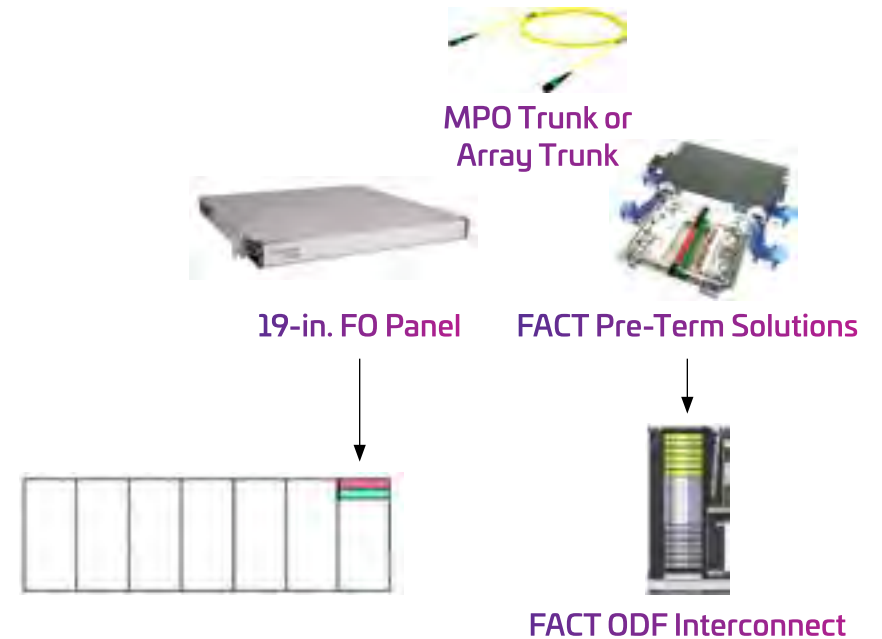 MPO Trunk or
Array Trunk
19-in. FO Panel
FACT Pre-Term Solutions
FACT ODF Interconnect